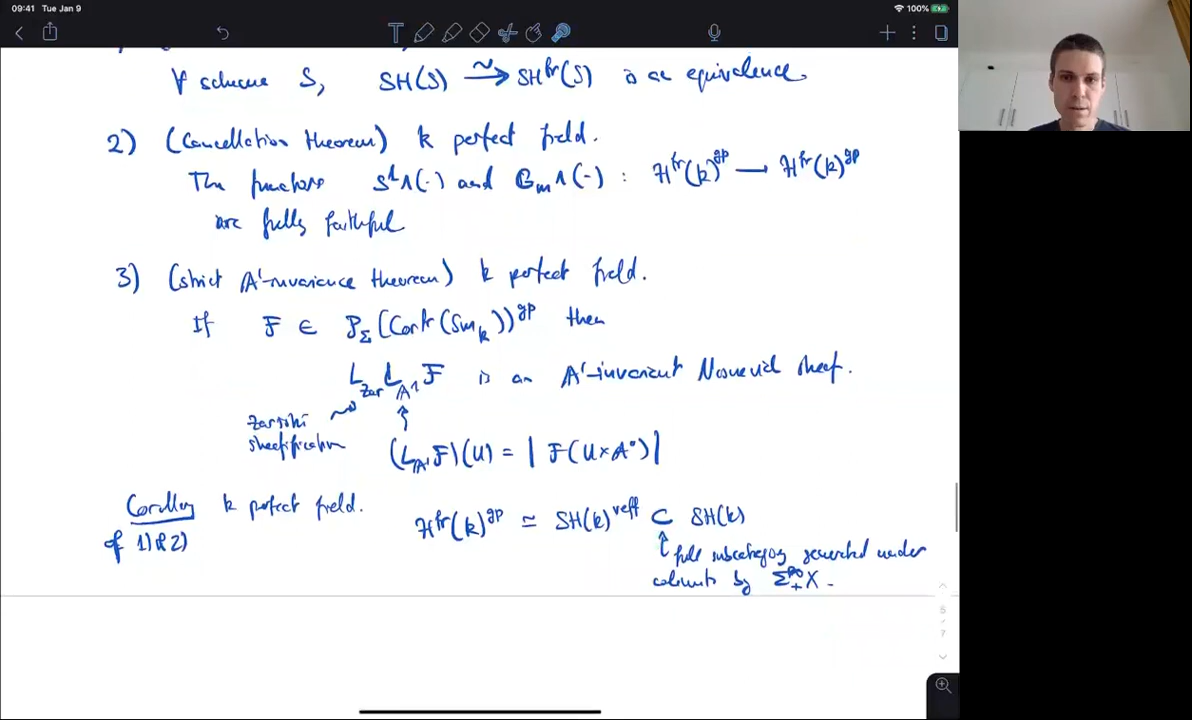 09:41 Tue Jan 9
100%
∀ scheme S, SH(S) ⥲ SH^fr(S) is an equivalence.
2) (Cancellation theorem) k perfect field.
The functors S¹∧(-) and G_m∧(-) : H^fr(k)^gp → H^fr(k)^gp
are fully faithful
3) (strict A¹-invariance theorem) k perfect field.
If F ∈ P_Σ(Corr^fr(Sm_k))^gp then
L_zar L_A¹ F is an A¹-invariant Nisnevich sheaf.
Zariski
sheafification
(L_A¹ F)(U) = | F(U×A^•) |
Corollary k perfect field. H^fr(k)^gp ≃ SH(k)^veff ⊂ SH(k)
of 1) & 2)
full subcategory generated under
colimits by Σ^∞_+ X.
5
/
7